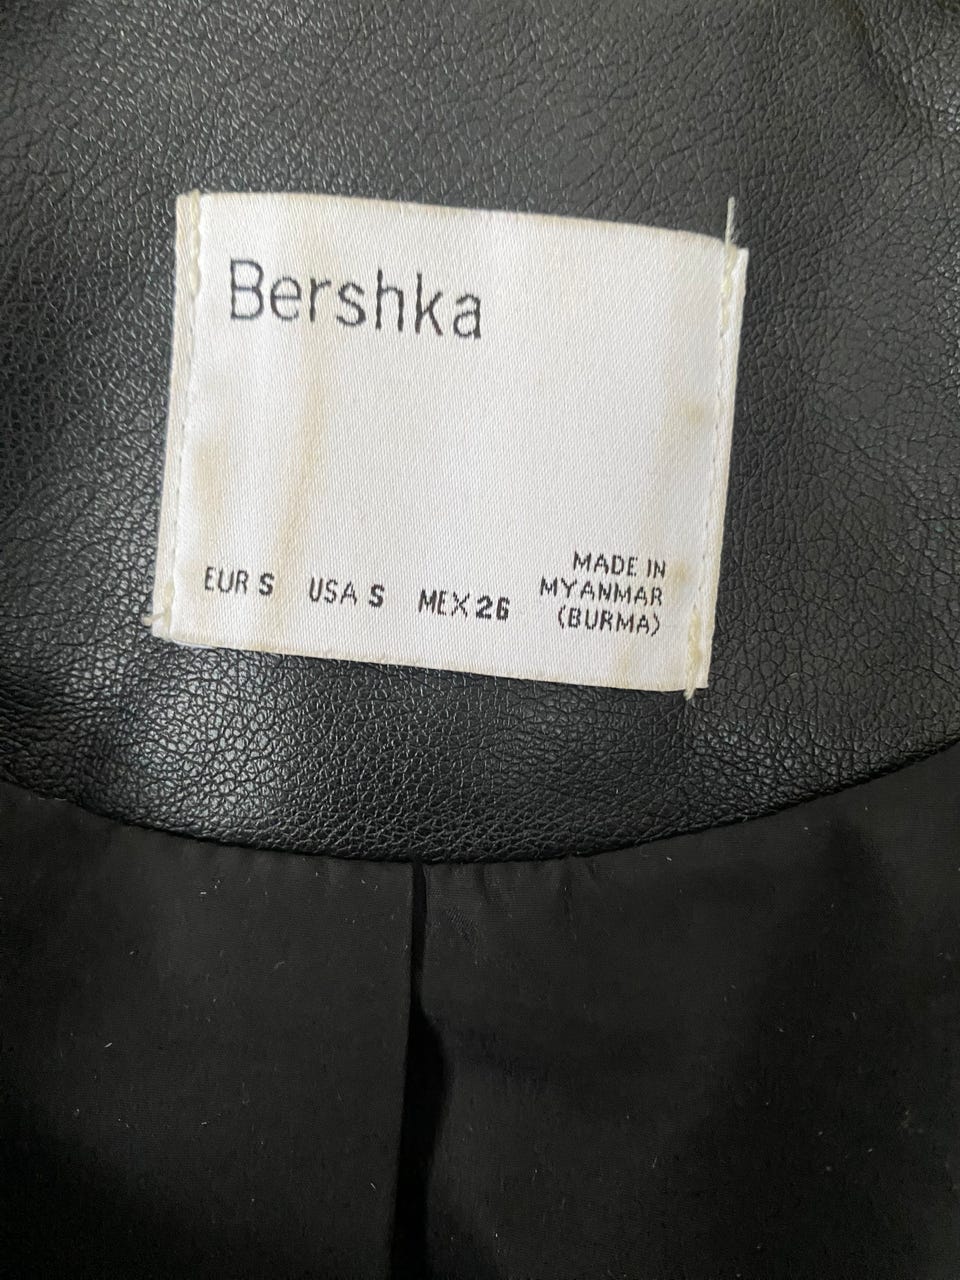 Bershka
EUR S USA S MEX 26
MADE IN
MYANMAR
(BURMA)